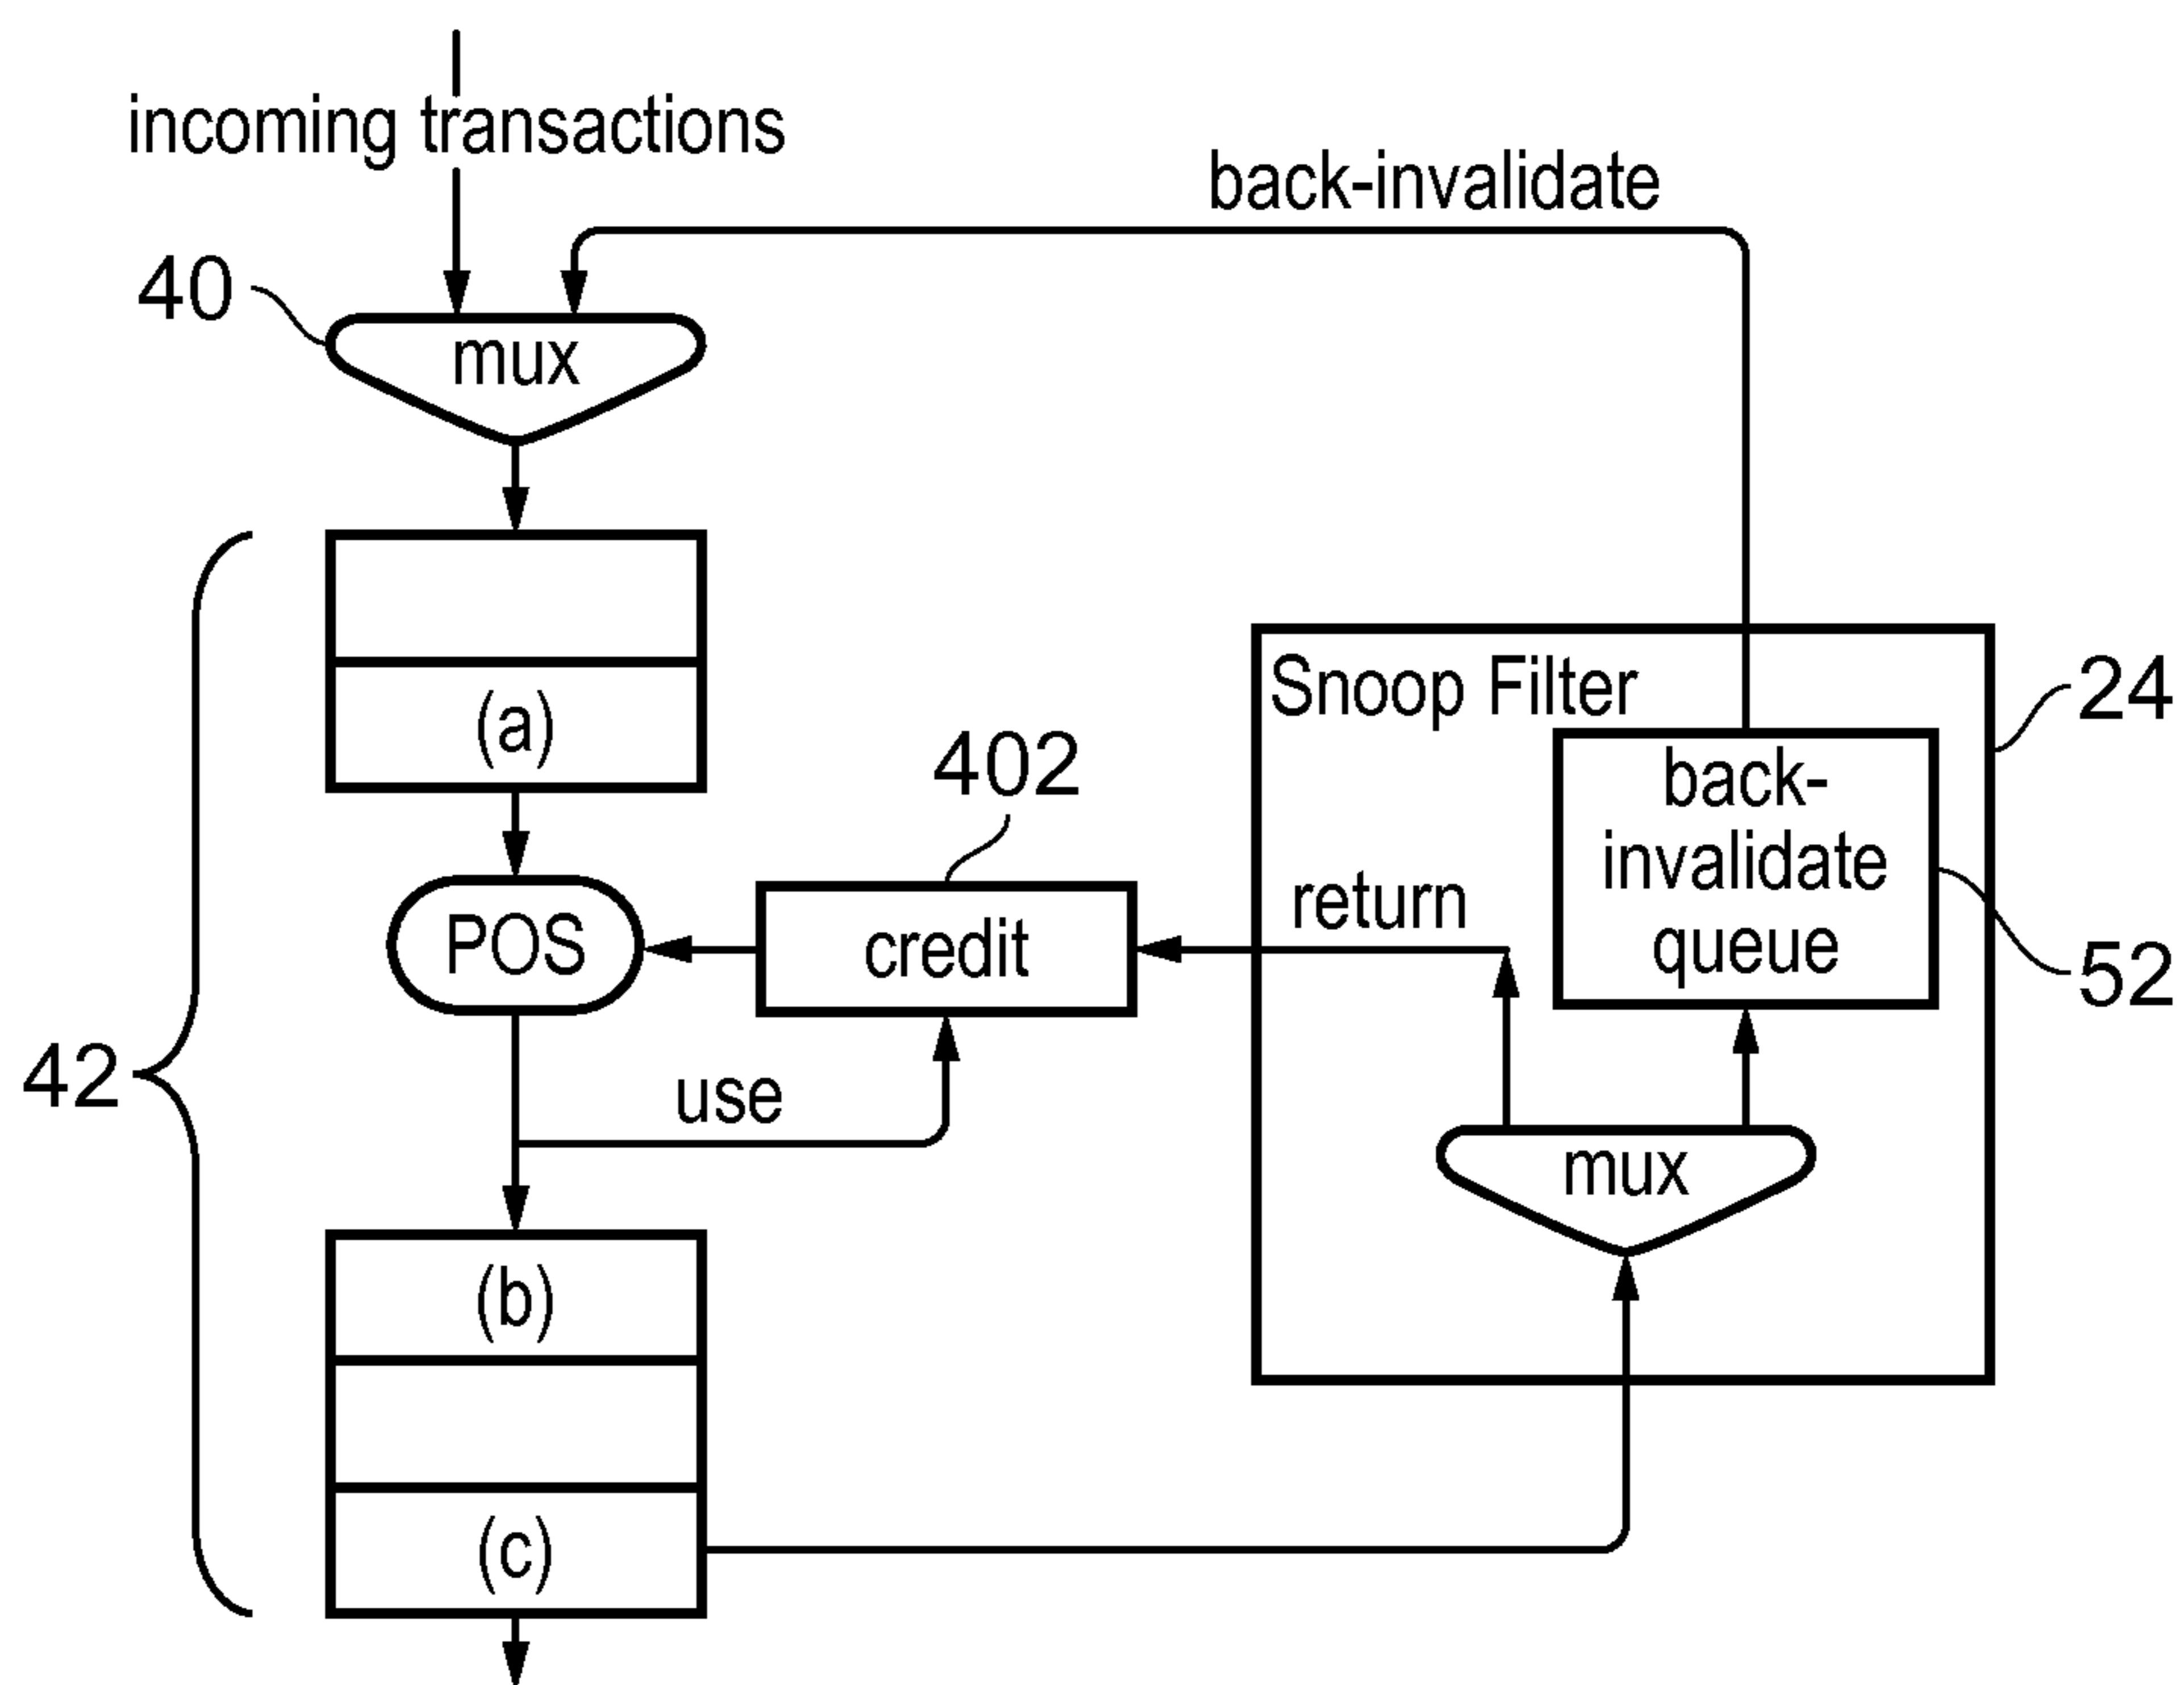 incoming transactions
back-invalidate
40
mux
Snoop Filter
24
(a)
402
back-
invalidate
queue
return
POS
credit
52
42
use
mux
(b)
(c)